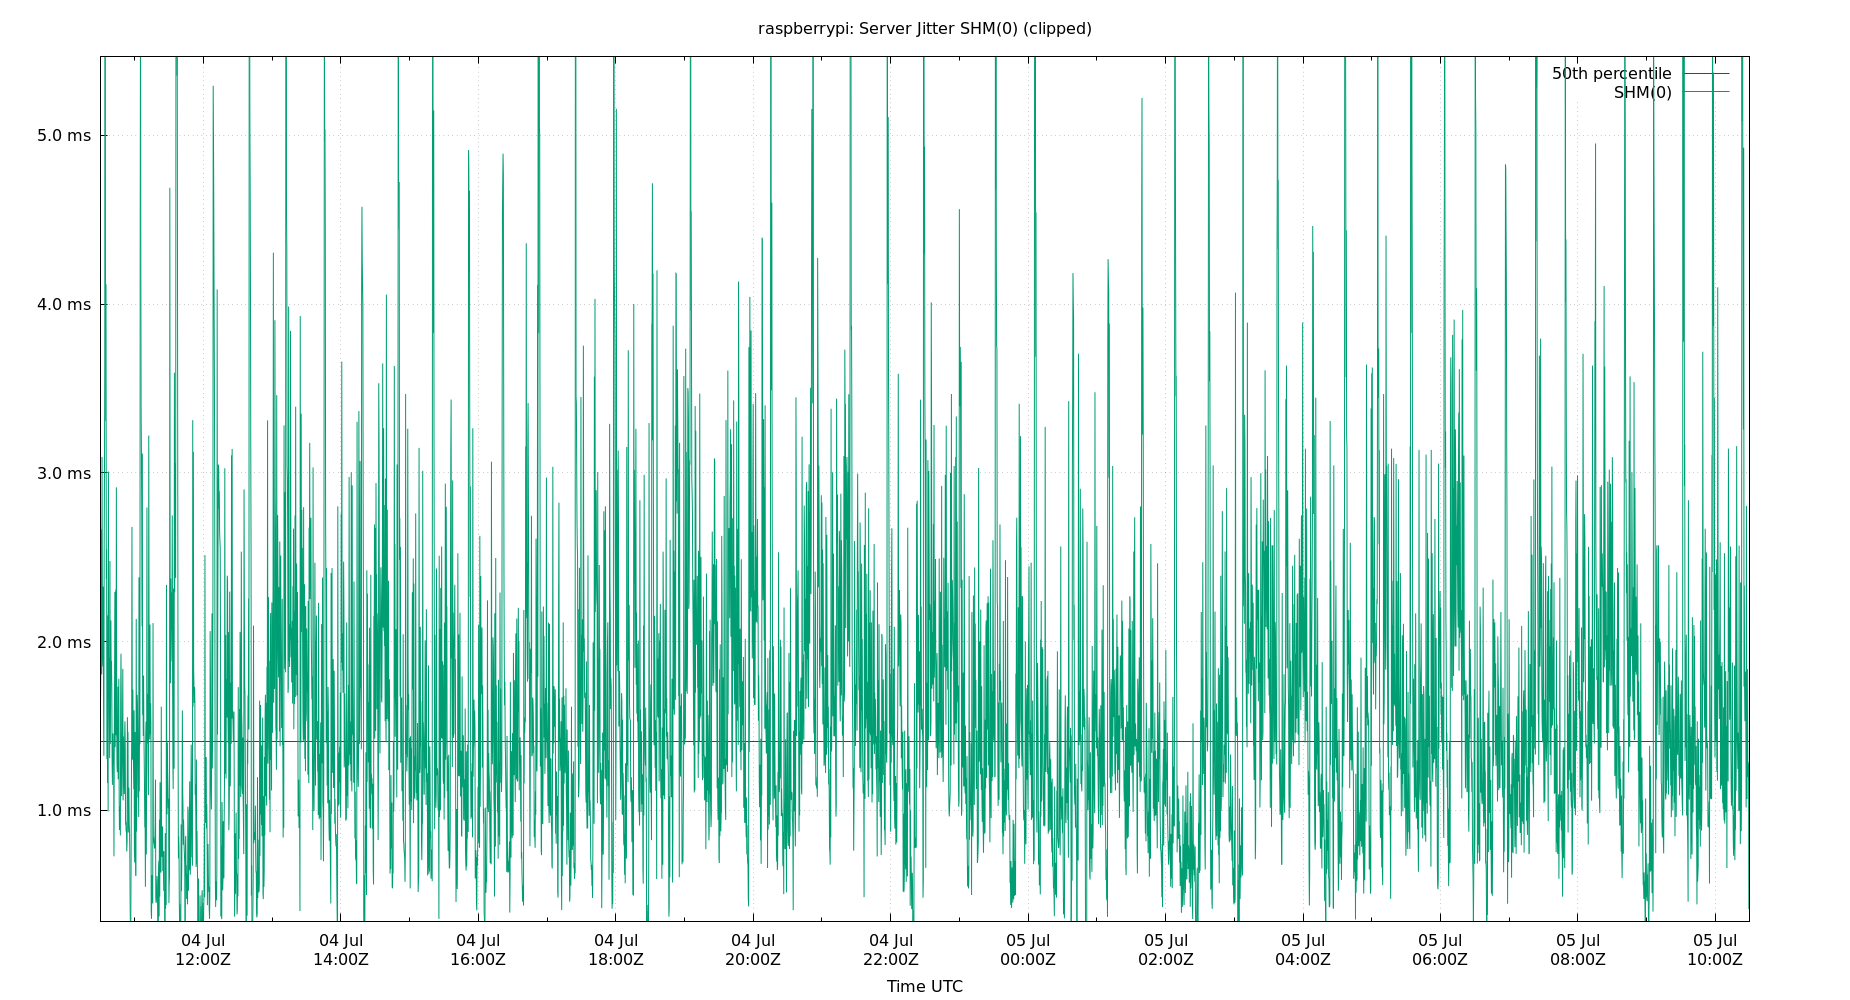 raspberrypi: Server Jitter SHM(0) (clipped)
50th percentile
SHM(0)
5.0 ms
4.0 ms
3.0 ms
2.0 ms
1.0 ms
04 Jul 04 Jul 04 Jul 04 Jul 04 Jul 04 Jul 05 Jul 05 Jul 05 Jul 05 Jul 05 Jul 05 Jul
12:00Z 14:00Z 16:00Z 18:00Z 20:00Z 22:00Z 00:00Z 02:00Z 04:00Z 06:00Z 08:00Z 10:00Z
Time UTC